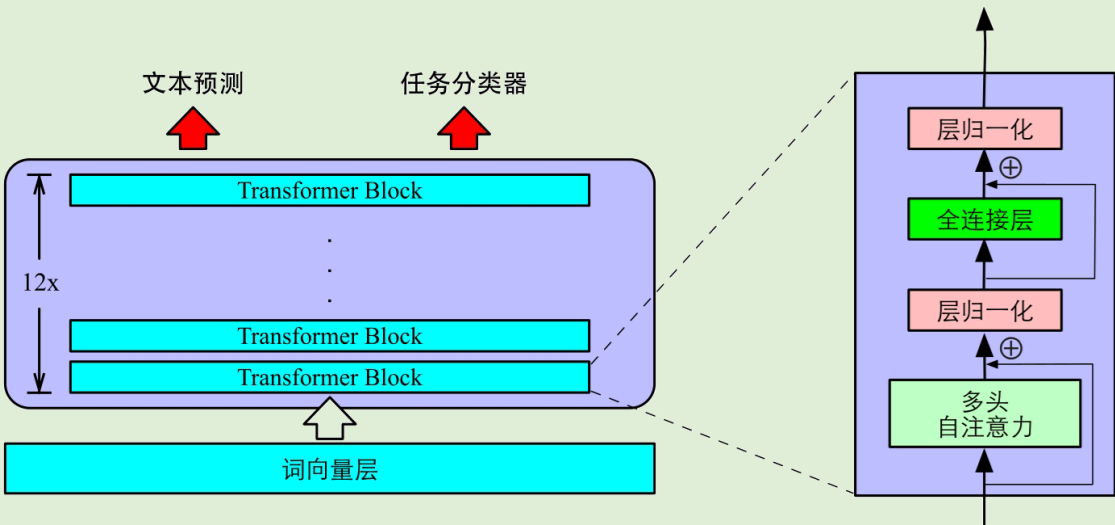 文本预测
任务分类器
Transformer Block
.
.
.
12x
Transformer Block
Transformer Block
词向量层
层归一化
⊕
全连接层
层归一化
⊕
多头
自注意力